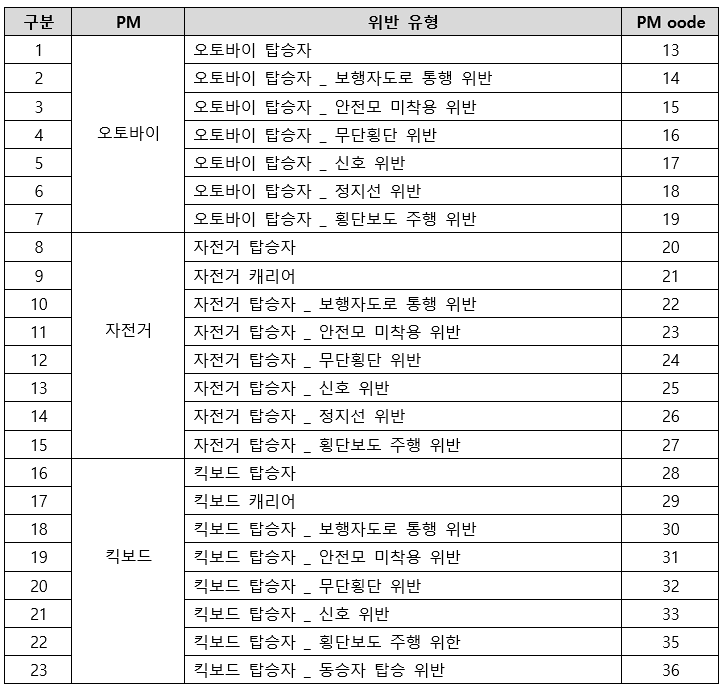 구분 PM 위반 유형 PM oode
1 오토바이 탑승자 13
2 오토바이 탑승자 _ 보행자도로 통행 위반 14
3 오토바이 탑승자 _ 안전모 미착용 위반 15
오토바이
4 오토바이 탑승자 _ 무단횡단 위반 16
5 오토바이 탑승자 _ 신호 위반 17
6 오토바이 탑승자 _ 정지선 위반 18
7 오토바이 탑승자 _ 횡단보도 주행 위반 19
8 자전거 탑승자 20
9 자전거 캐리어 21
10 자전거 탑승자 _ 보행자도로 통행 위반 22
자전거
11 자전거 탑승자 _ 안전모 미착용 위반 23
12 자전거 탑승자 _ 무단횡단 위반 24
13 자전거 탑승자 _ 신호 위반 25
14 자전거 탑승자 _ 정지선 위반 26
15 자전거 탑승자 _ 횡단보도 주행 위반 27
16 킥보드 탑승자 28
17 킥보드 캐리어 29
18 킥보드 탑승자 _ 보행자도로 통행 위반 30
킥보드
19 킥보드 탑승자 _ 안전모 미착용 위반 31
20 킥보드 탑승자 _ 무단횡단 위반 32
21 킥보드 탑승자 _ 신호 위반 33
22 킥보드 탑승자 _ 횡단보도 주행 위한 35
23 킥보드 탑승자 _ 동승자 탑승 위반 36